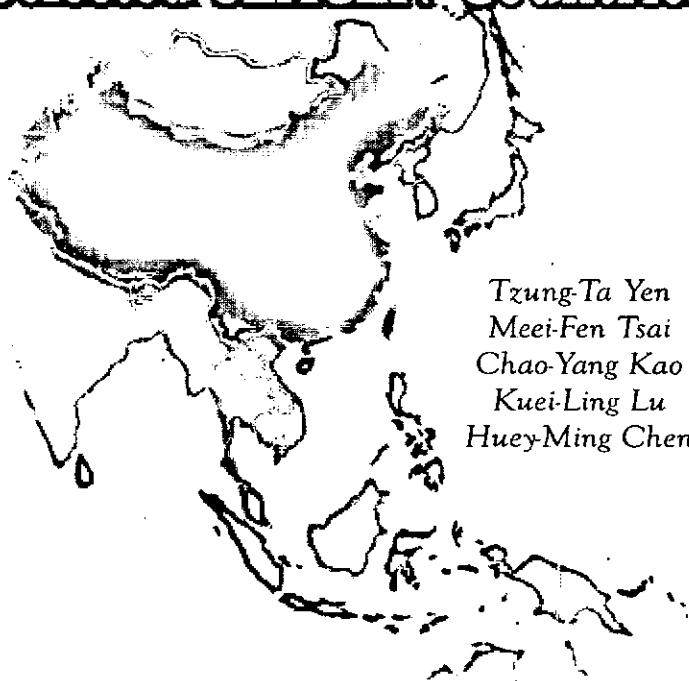 Tzung-Ta Yen
Meei-Fen Tsai
Chao-Yang Kao
Kuei-Ling Lu
Huey-Ming Chen